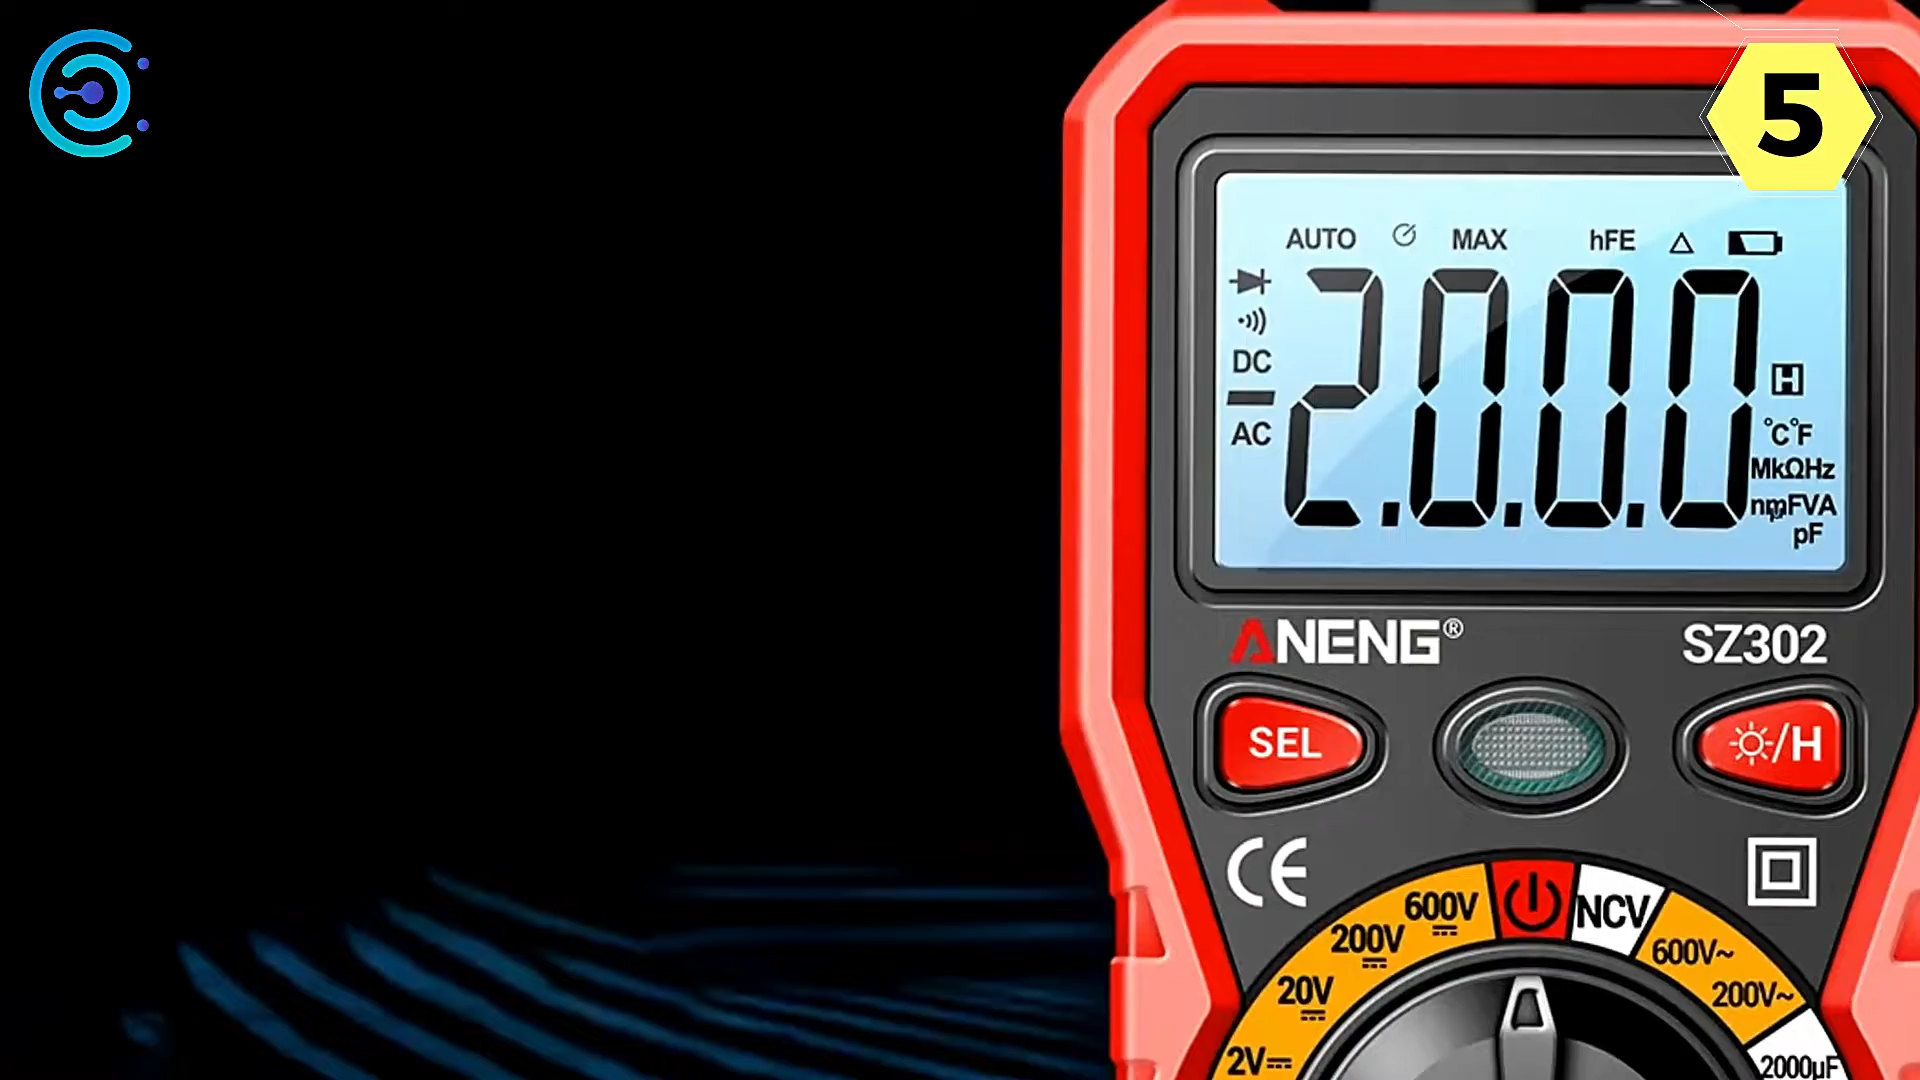 5
AUTO MAX hFE
DC
AC
2.0.0.0
H
°C°F
MkΩHz
nmµFVA
pF
ANENG® SZ302
SEL
/H
CE
600V
NCV
200V
600V~
20V
200V~
2V
2000µF